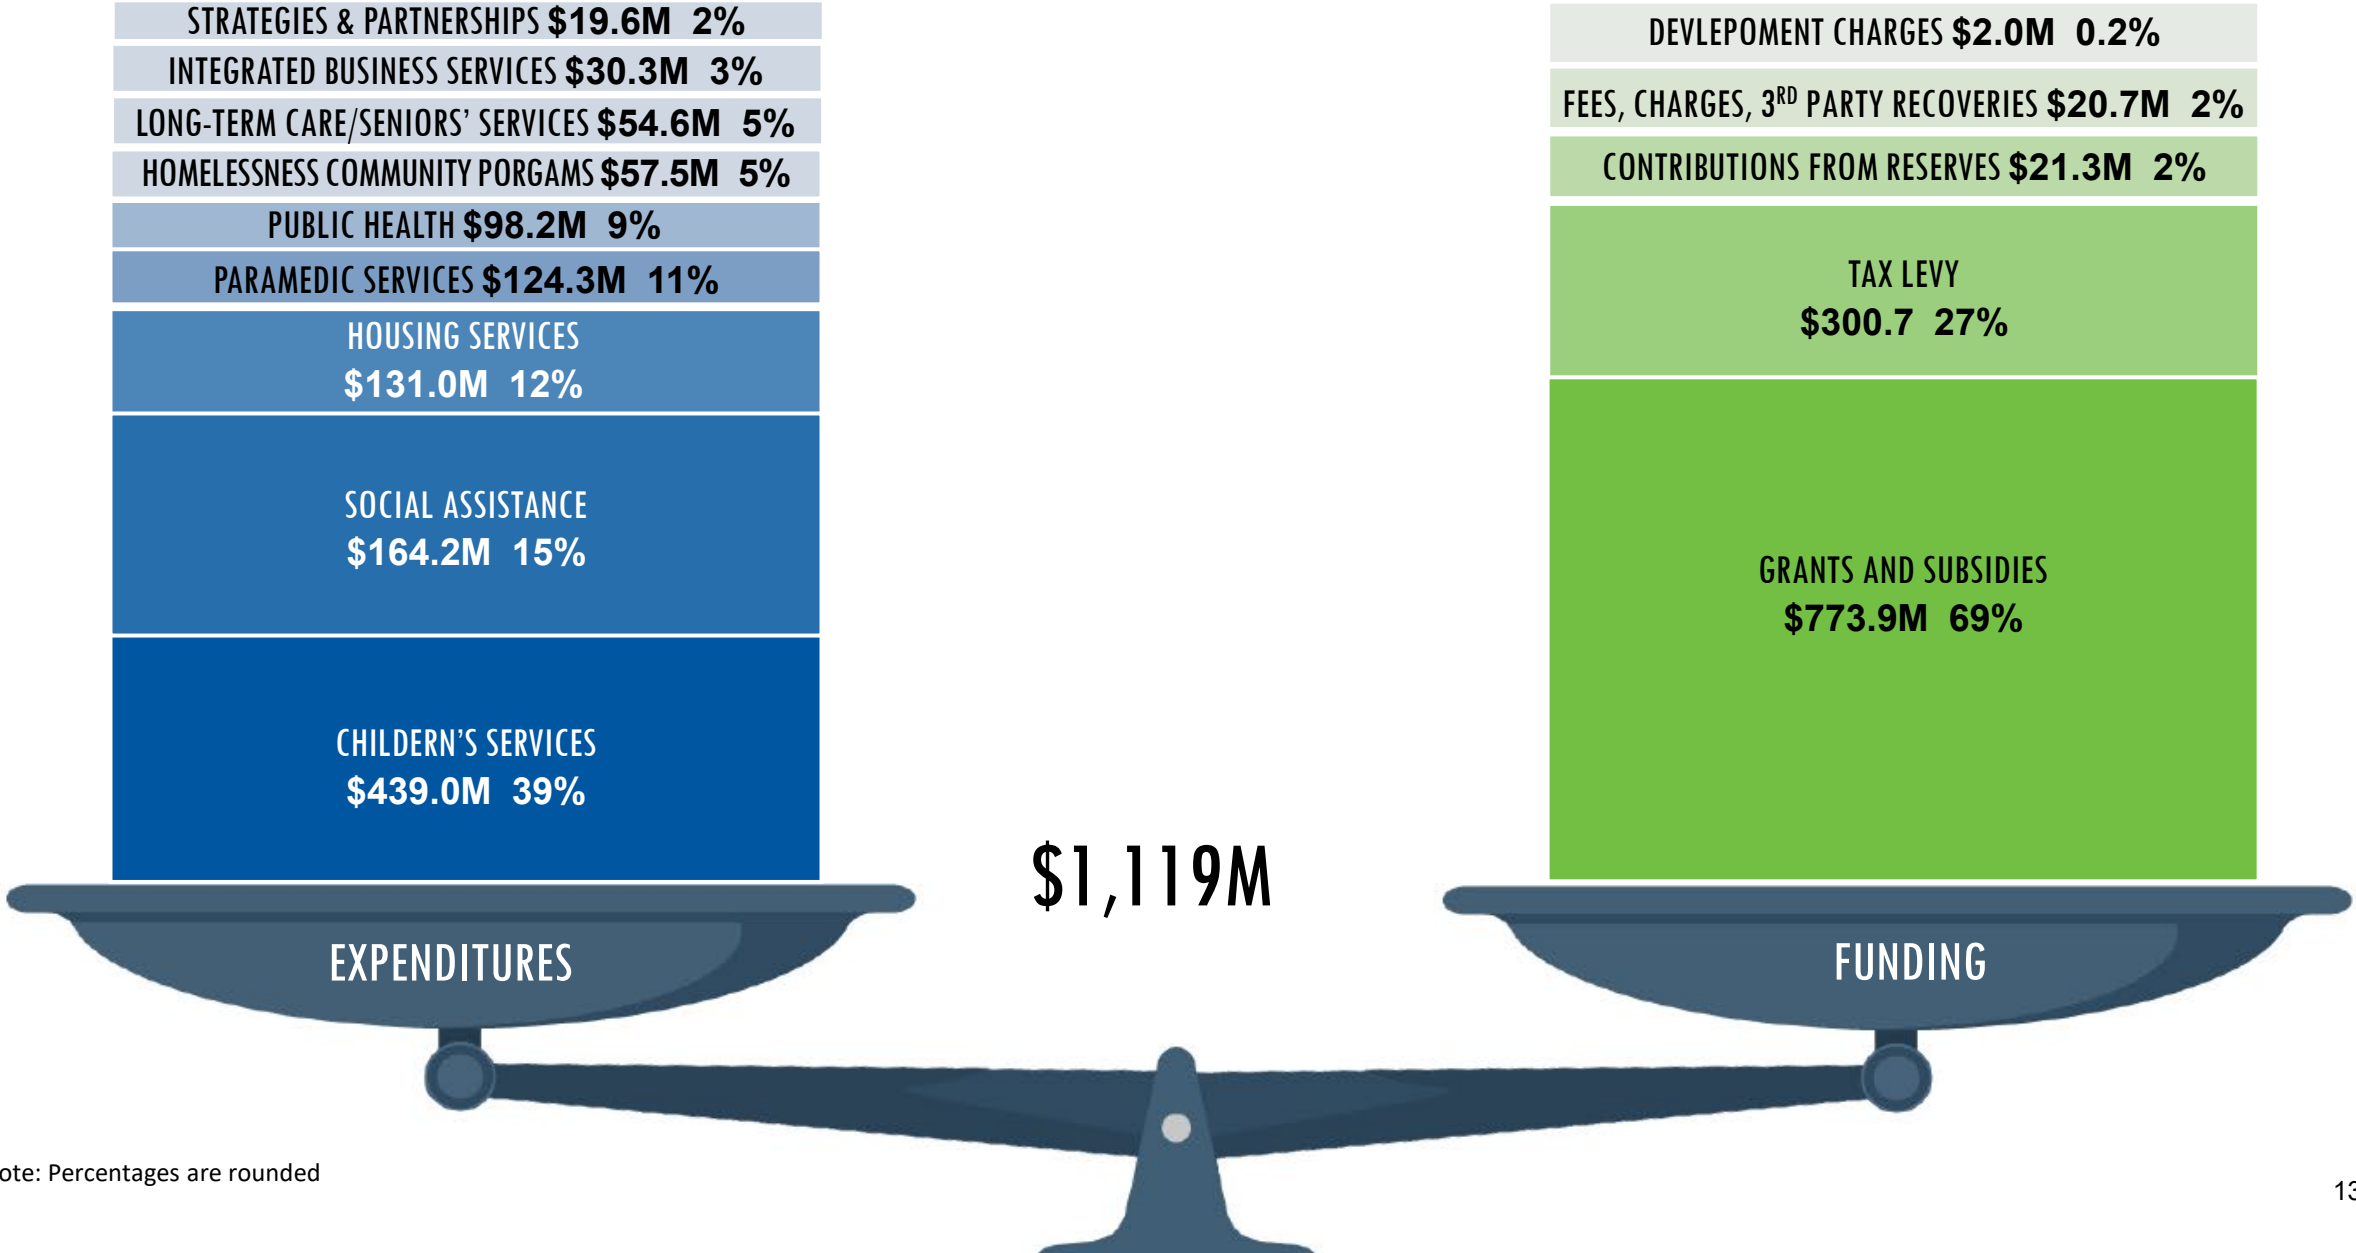 STRATEGIES & PARTNERSHIPS $19.6M 2%
INTEGRATED BUSINESS SERVICES $30.3M 3%
LONG-TERM CARE/SENIORS’ SERVICES $54.6M 5%
HOMELESSNESS COMMUNITY PORGAMS $57.5M 5%
PUBLIC HEALTH $98.2M 9%
PARAMEDIC SERVICES $124.3M 11%
HOUSING SERVICES
$131.0M 12%
SOCIAL ASSISTANCE
$164.2M 15%
CHILDERN’S SERVICES
$439.0M 39%
EXPENDITURES
$1,119M
DEVLEPOMENT CHARGES $2.0M 0.2%
FEES, CHARGES, 3RD PARTY RECOVERIES $20.7M 2%
CONTRIBUTIONS FROM RESERVES $21.3M 2%
TAX LEVY
$300.7 27%
GRANTS AND SUBSIDIES
$773.9M 69%
FUNDING
ote: Percentages are rounded
13